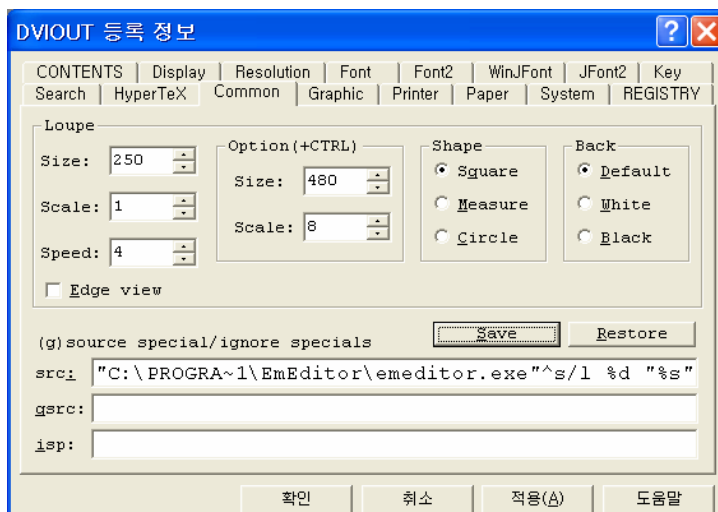 DVIOUT 등록 정보
CONTENTS Display Resolution Font Font2 WinJFont JFont2 Key
Search HyperTeX Common Graphic Printer Paper System REGISTRY
Loupe
Size: 250
Scale: 1
Speed: 4
Edge view
Option(+CTRL)
Size: 480
Scale: 8
Shape
Square
Measure
Circle
Back
Default
White
Black
(g)source special/ignore specials
Save Restore
src: "C:\PROGRA~1\EmEditor\emeditor.exe"^s/l %d "%s"
gsrc:
isp:
확인 취소 적용(A) 도움말